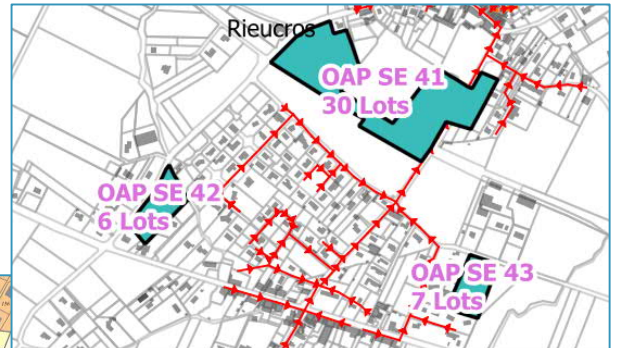 Rieucros
OAP SE 41
30 Lots
OAP SE 42
6 Lots
OAP SE 43
7 Lots